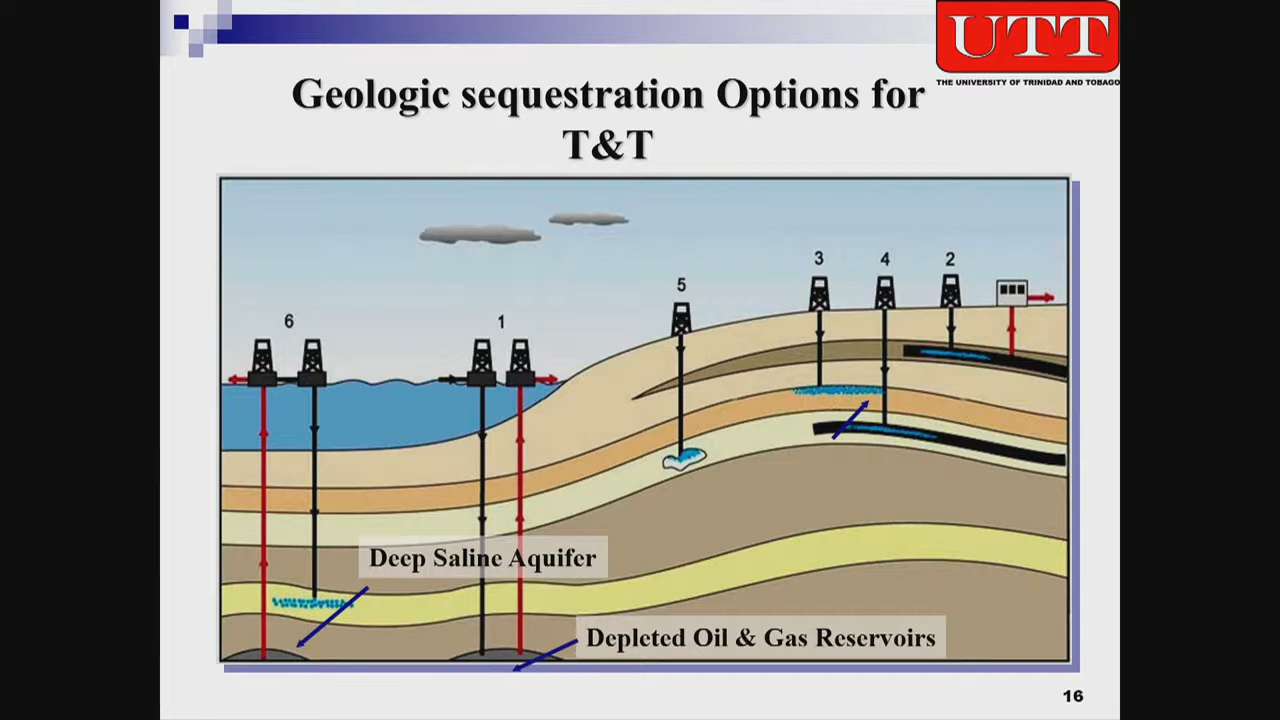 UTT
THE UNIVERSITY OF TRINIDAD AND TOBAGO
Geologic sequestration Options for
T&T
3
4
2
5
6
1
Deep Saline Aquifer
Depleted Oil & Gas Reservoirs
16